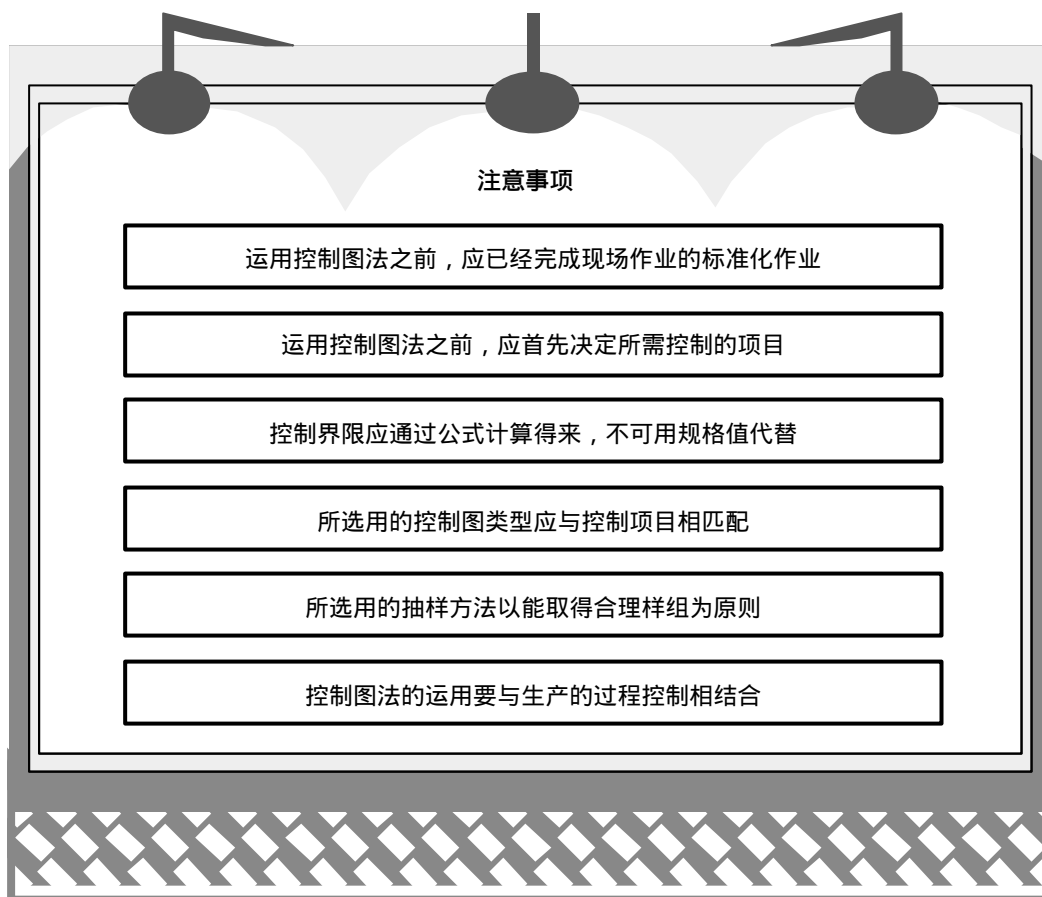 注意事项
运用控制图法之前，应已经完成现场作业的标准化作业
运用控制图法之前，应首先决定所需控制的项目
控制界限应通过公式计算得来，不可用规格值代替
所选用的控制图类型应与控制项目相匹配
所选用的抽样方法以能取得合理样组为原则
控制图法的运用要与生产的过程控制相结合